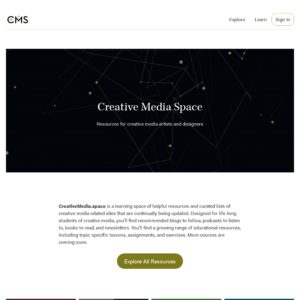 CMS
Explore Learn Sign In
Creative Media Space
Resources for creative media artists and designers
CreativeMedia.space is a learning space of helpful resources and curated lists of
creative media related sites that are continually being updated. Designed for life long
students of creative media, you'll find recommended blogs to follow, podcasts to listen
to, books to read, and newsletters. You'll find a growing range of educational resources,
including topic-specific lessons, assignments, and exercises. More courses are
coming soon.
Explore All Resources